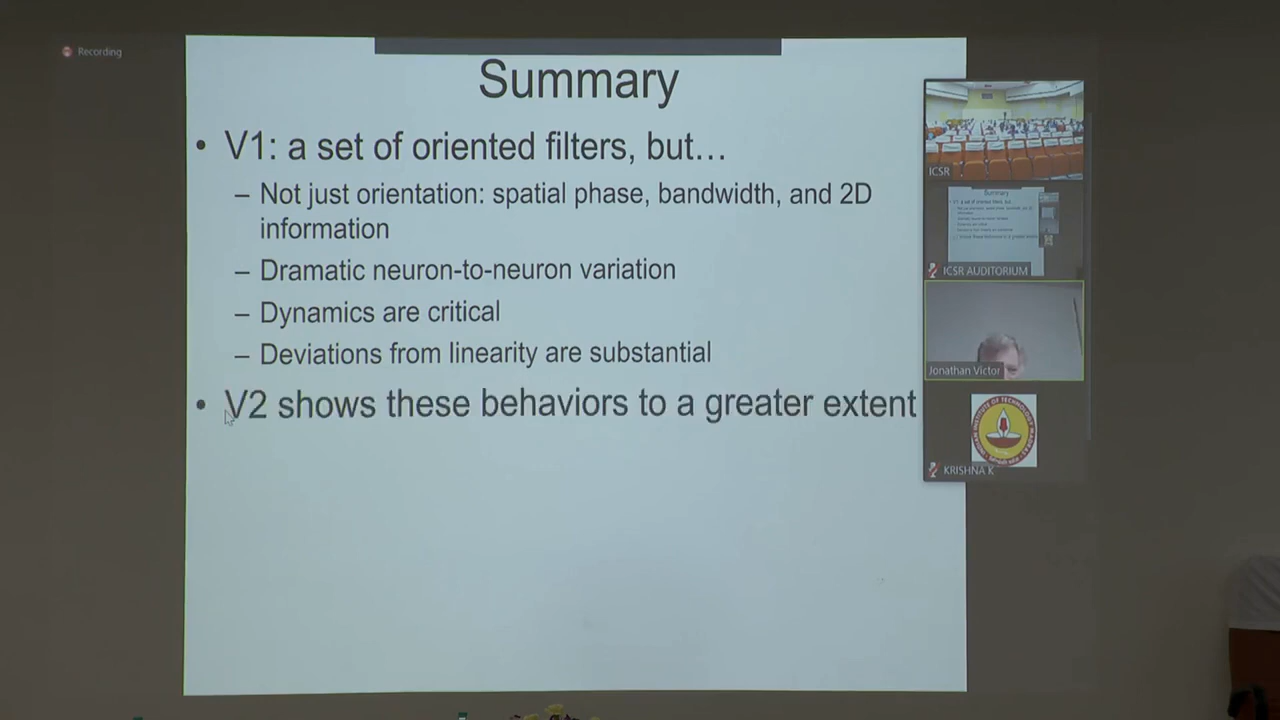 Recording
Summary
• V1: a set of oriented filters, but…
– Not just orientation: spatial phase, bandwidth, and 2D
information
– Dramatic neuron-to-neuron variation
– Dynamics are critical
– Deviations from linearity are substantial
• V2 shows these behaviors to a greater extent
ICSR
Summary
ICSR AUDITORIUM
Jonathan Victor
KRISHNA K